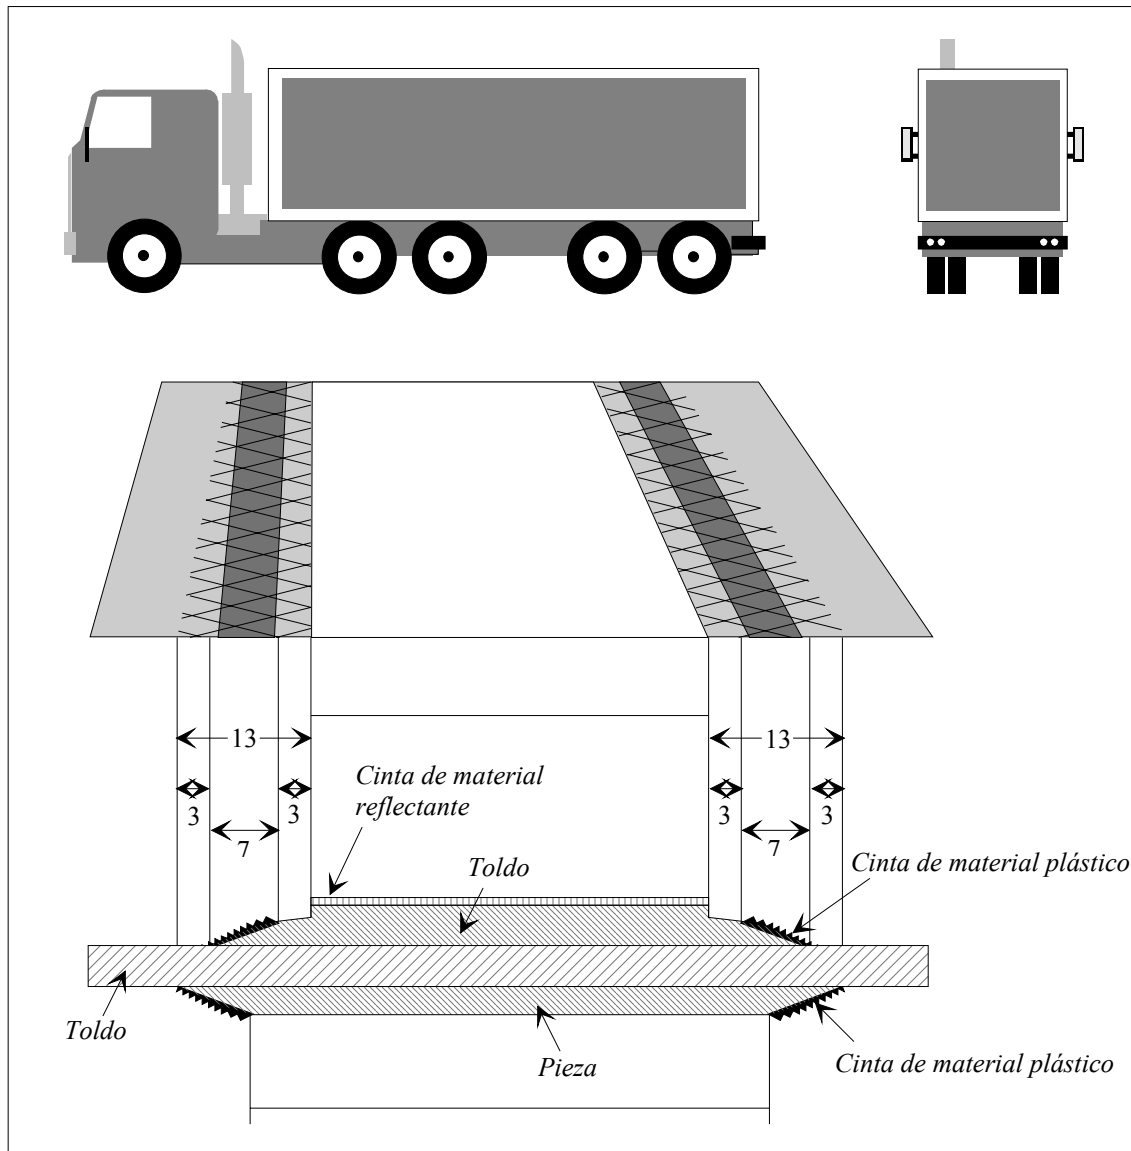 13
13
Cinta de material
reflectante
3
3
3
3
7
7
Toldo
Cinta de material plástico
Toldo
Pieza
Cinta de material plástico